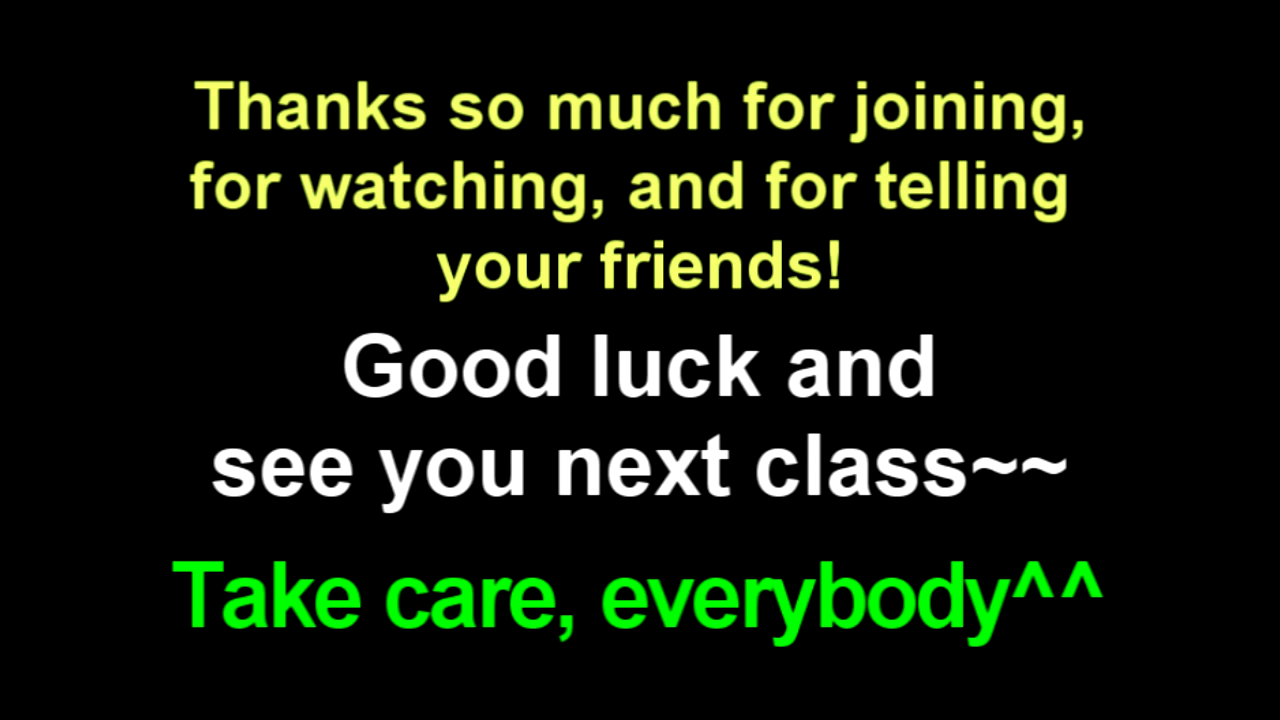 Thanks so much for joining,
for watching, and for telling
your friends!
Good luck and
see you next class~~
Take care, everybody^^